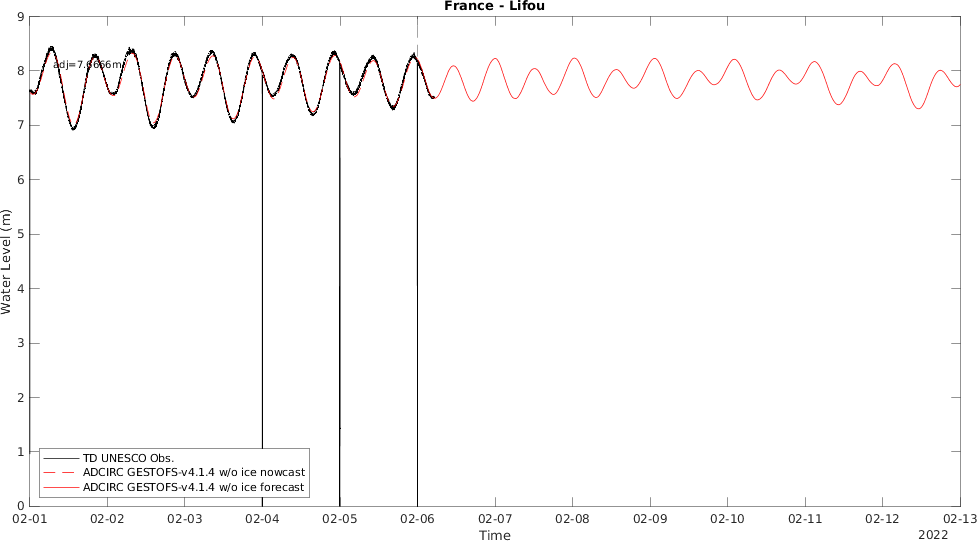 France - Lifou
9
8
7
6
5
4
3
2
1
0
Water Level (m)
adj=7.6666m
TD UNESCO Obs.
ADCIRC GESTOFS-v4.1.4 w/o ice nowcast
ADCIRC GESTOFS-v4.1.4 w/o ice forecast
02-01 02-02 02-03 02-04 02-05 02-06 02-07 02-08 02-09 02-10 02-11 02-12 02-13
Time
2022